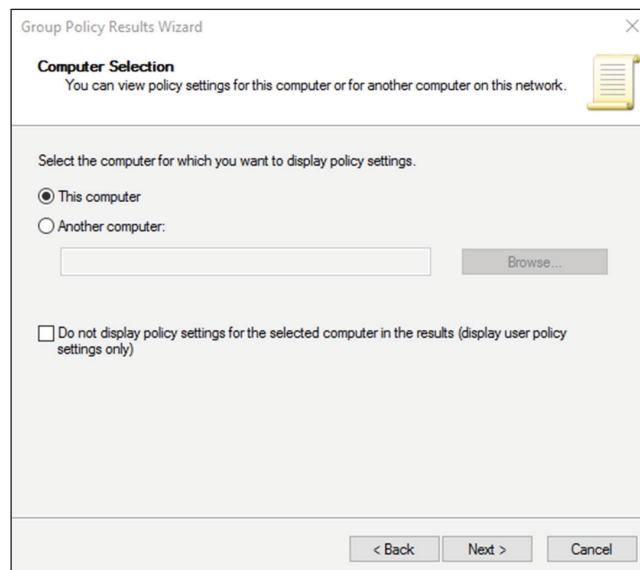 Group Policy Results Wizard
Computer Selection
You can view policy settings for this computer or for another computer on this network.
Select the computer for which you want to display policy settings.
This computer
Another computer:
Browse...
Do not display policy settings for the selected computer in the results (display user policy
settings only)
< Back Next > Cancel